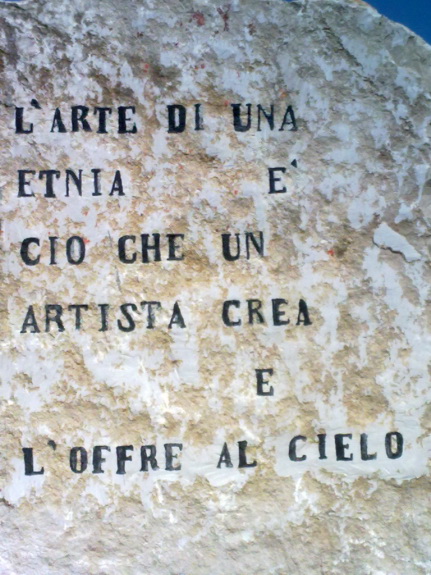 L'ARTE DI UNA
ETNIA E'
CIO CHE UN
ARTISTA CREA
E
L'OFFRE AL CIELO